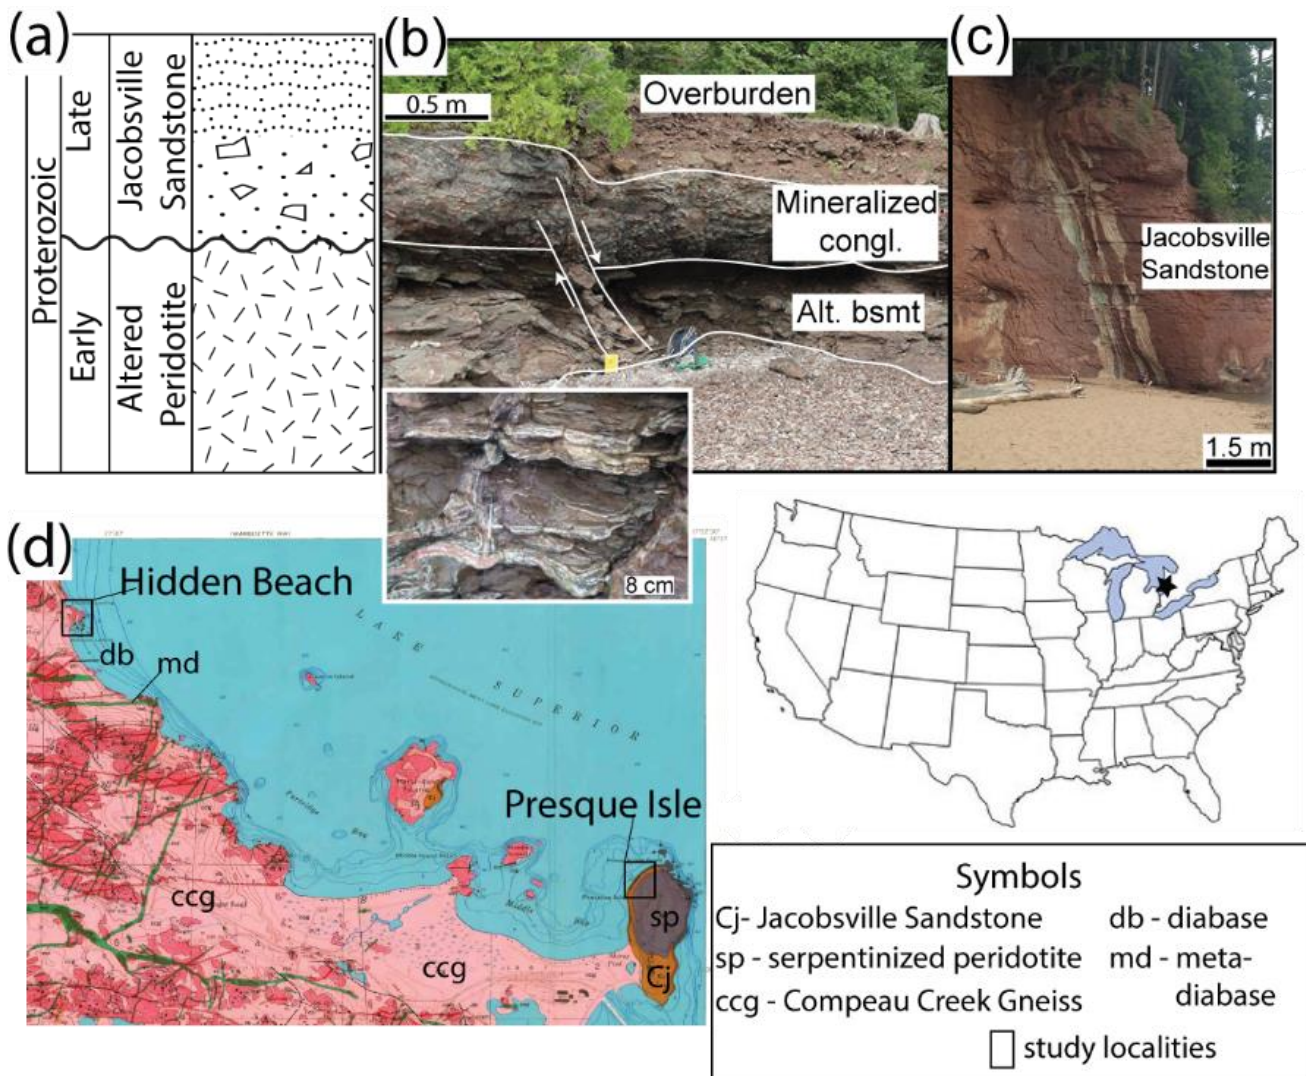 (a)
Proterozoic
Late
Early
Jacobsville
Sandstone
Altered
Peridotite
(b)
0.5 m
Overburden
Mineralized
congl.
Alt. bsmt
8 cm
(c)
Jacobsville
Sandstone
1.5 m
(d)
Hidden Beach
db
md
LAKE SUPERIOR
Presque Isle
ccg
ccg
sp
Cj
Symbols
Cj- Jacobsville Sandstone
sp - serpentinized peridotite
ccg - Compeau Creek Gneiss
db - diabase
md - meta-
diabase
study localities